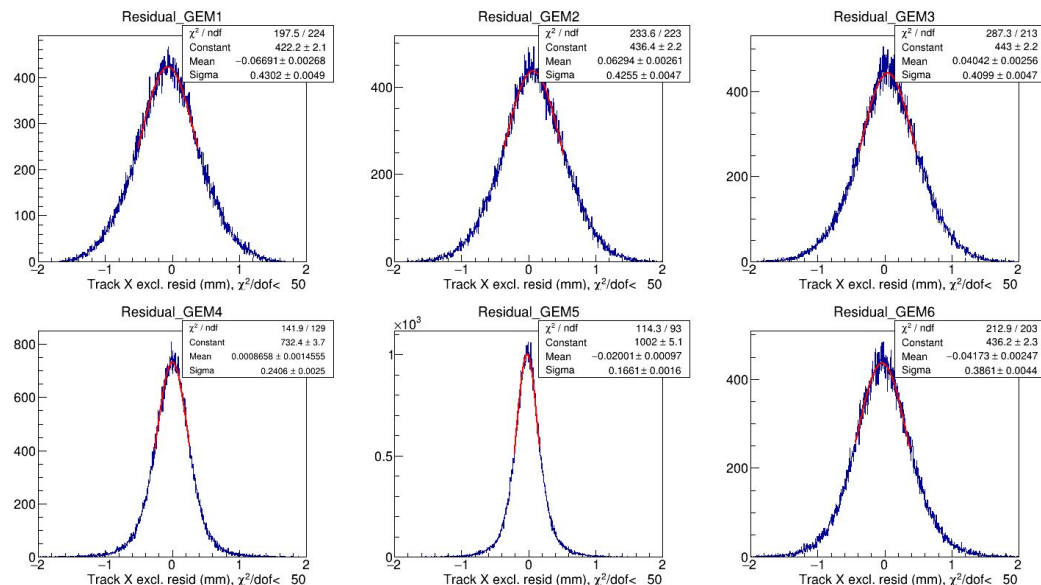 Residual_GEM1
χ² / ndf 197.5 / 224
Constant 422.2 ± 2.1
Mean −0.06691 ± 0.00268
Sigma 0.4302 ± 0.0049
400
300
200
100
0
−2 −1 0 1 2
Track X excl. resid (mm), χ²/dof< 50
Residual_GEM2
χ² / ndf 233.6 / 223
Constant 436.4 ± 2.2
Mean 0.06294 ± 0.00261
Sigma 0.4255 ± 0.0047
400
200
0
−2 −1 0 1 2
Track X excl. resid (mm), χ²/dof< 50
Residual_GEM3
χ² / ndf 287.3 / 213
Constant 443 ± 2.2
Mean 0.04042 ± 0.00256
Sigma 0.4099 ± 0.0047
400
200
0
−2 −1 0 1 2
Track X excl. resid (mm), χ²/dof< 50
Residual_GEM4
χ² / ndf 141.9 / 129
Constant 732.4 ± 3.7
Mean 0.0008658 ± 0.0014555
Sigma 0.2406 ± 0.0025
800
600
400
200
0
−2 −1 0 1 2
Track X excl. resid (mm), χ²/dof< 50
Residual_GEM5
×10³
χ² / ndf 114.3 / 93
Constant 1002 ± 5.1
Mean −0.02001 ± 0.00097
Sigma 0.1661 ± 0.0016
1
0.5
0
−2 −1 0 1 2
Track X excl. resid (mm), χ²/dof< 50
Residual_GEM6
χ² / ndf 212.9 / 203
Constant 436.2 ± 2.3
Mean −0.04173 ± 0.00247
Sigma 0.3861 ± 0.0044
400
200
0
−2 −1 0 1 2
Track X excl. resid (mm), χ²/dof< 50